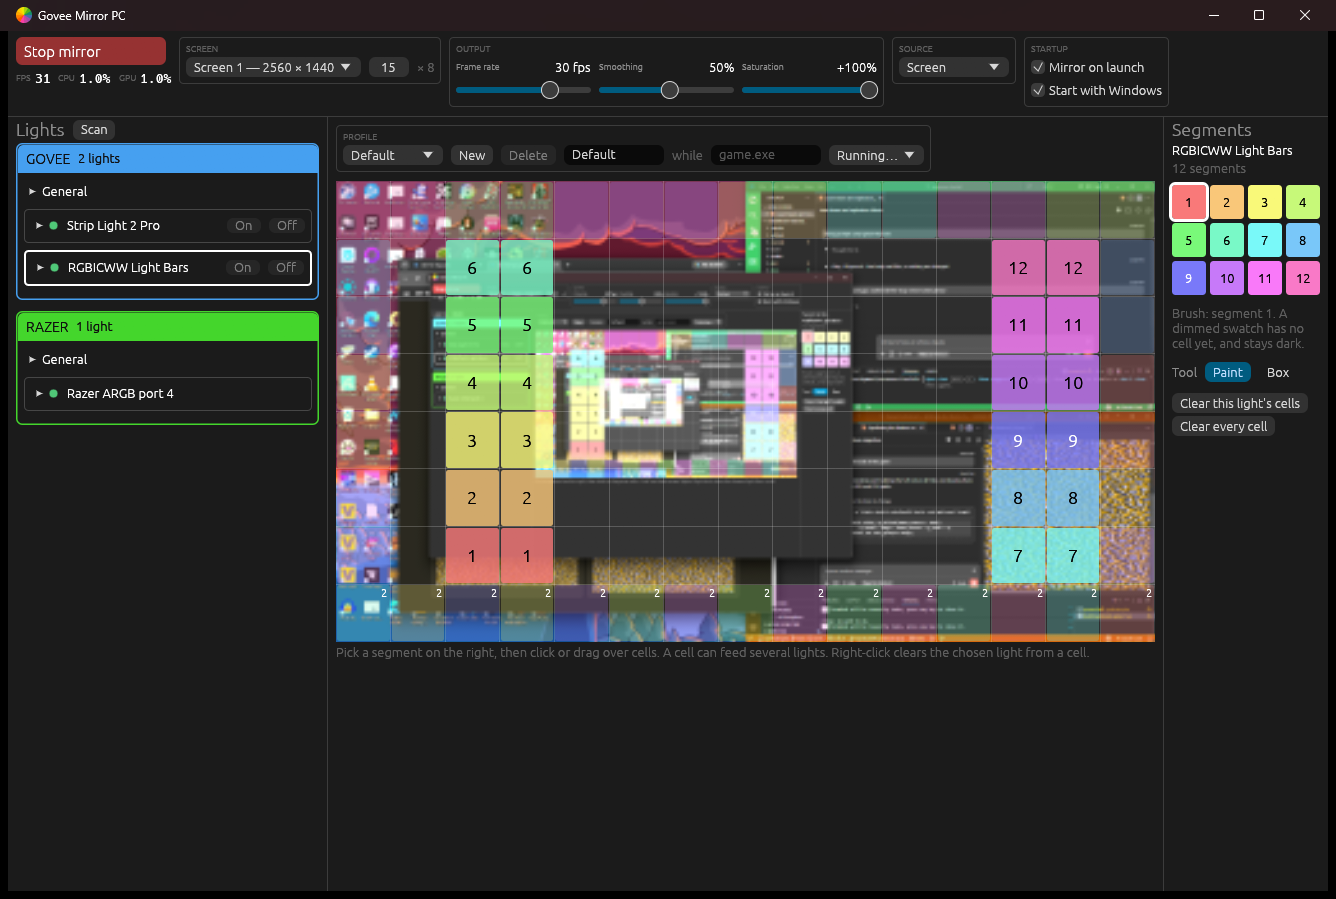 Govee Mirror PC
Stop mirror
FPS 31 CPU 1.0% GPU 1.0%
SCREEN
Screen 1 — 2560 × 1440
15 × 8
OUTPUT
Frame rate 30 fps
Smoothing 50%
Saturation +100%
SOURCE
Screen
STARTUP
Mirror on launch
Start with Windows
Lights Scan
GOVEE 2 lights
General
Strip Light 2 Pro On Off
RGBICWW Light Bars On Off
RAZER 1 light
General
Razer ARGB port 4
PROFILE
Default New Delete Default while game.exe Running...
6 6 12 12
5 5 11 11
4 4 10 10
3 3 9 9
2 2 8 8
1 1 7 7
2 2 2 2 2 2 2 2 2 2 2 2 2 2 2
Pick a segment on the right, then click or drag over cells. A cell can feed several lights. Right-click clears the chosen light from a cell.
Segments
RGBICWW Light Bars
12 segments
1 2 3 4
5 6 7 8
9 10 11 12
Brush: segment 1. A
dimmed swatch has no
cell yet, and stays dark.
Tool Paint Box
Clear this light's cells
Clear every cell